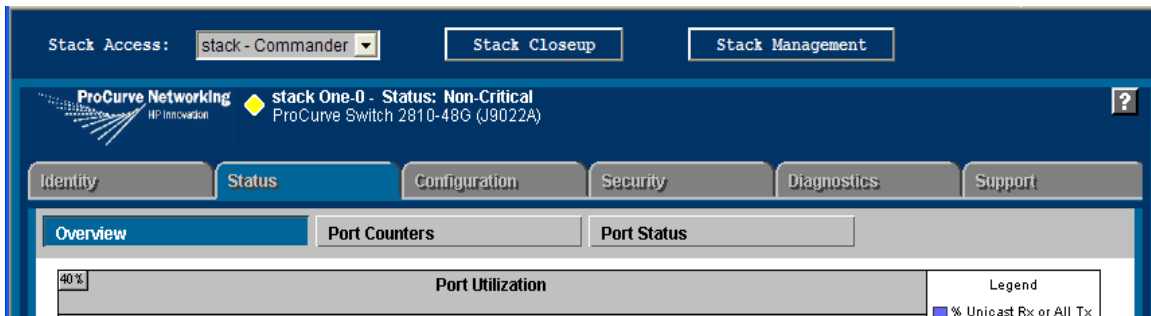 Stack Access: stack - Commander Stack Closeup Stack Management
ProCurve Networking
HP Innovation
stack One-0 - Status: Non-Critical
ProCurve Switch 2810-48G (J9022A)
?
Identity Status Configuration Security Diagnostics Support
Overview Port Counters Port Status
40% Port Utilization Legend
% Unicast Rx or All Tx